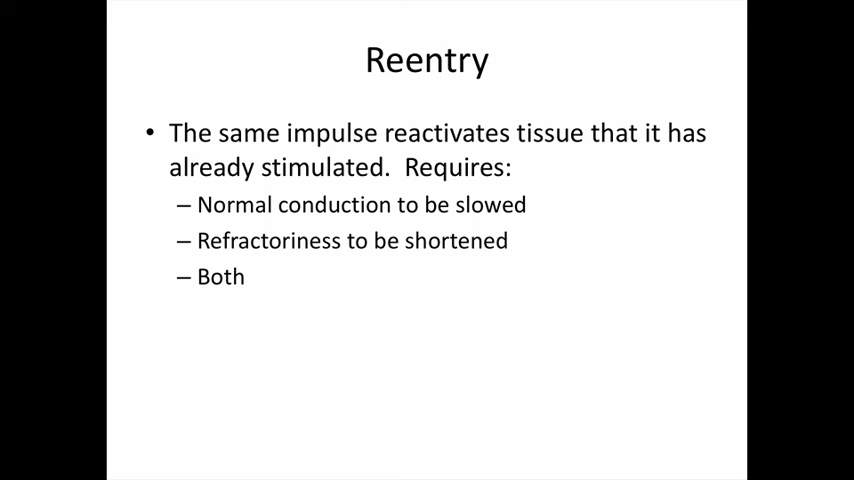 Reentry
• The same impulse reactivates tissue that it has
already stimulated.  Requires:
– Normal conduction to be slowed
– Refractoriness to be shortened
– Both